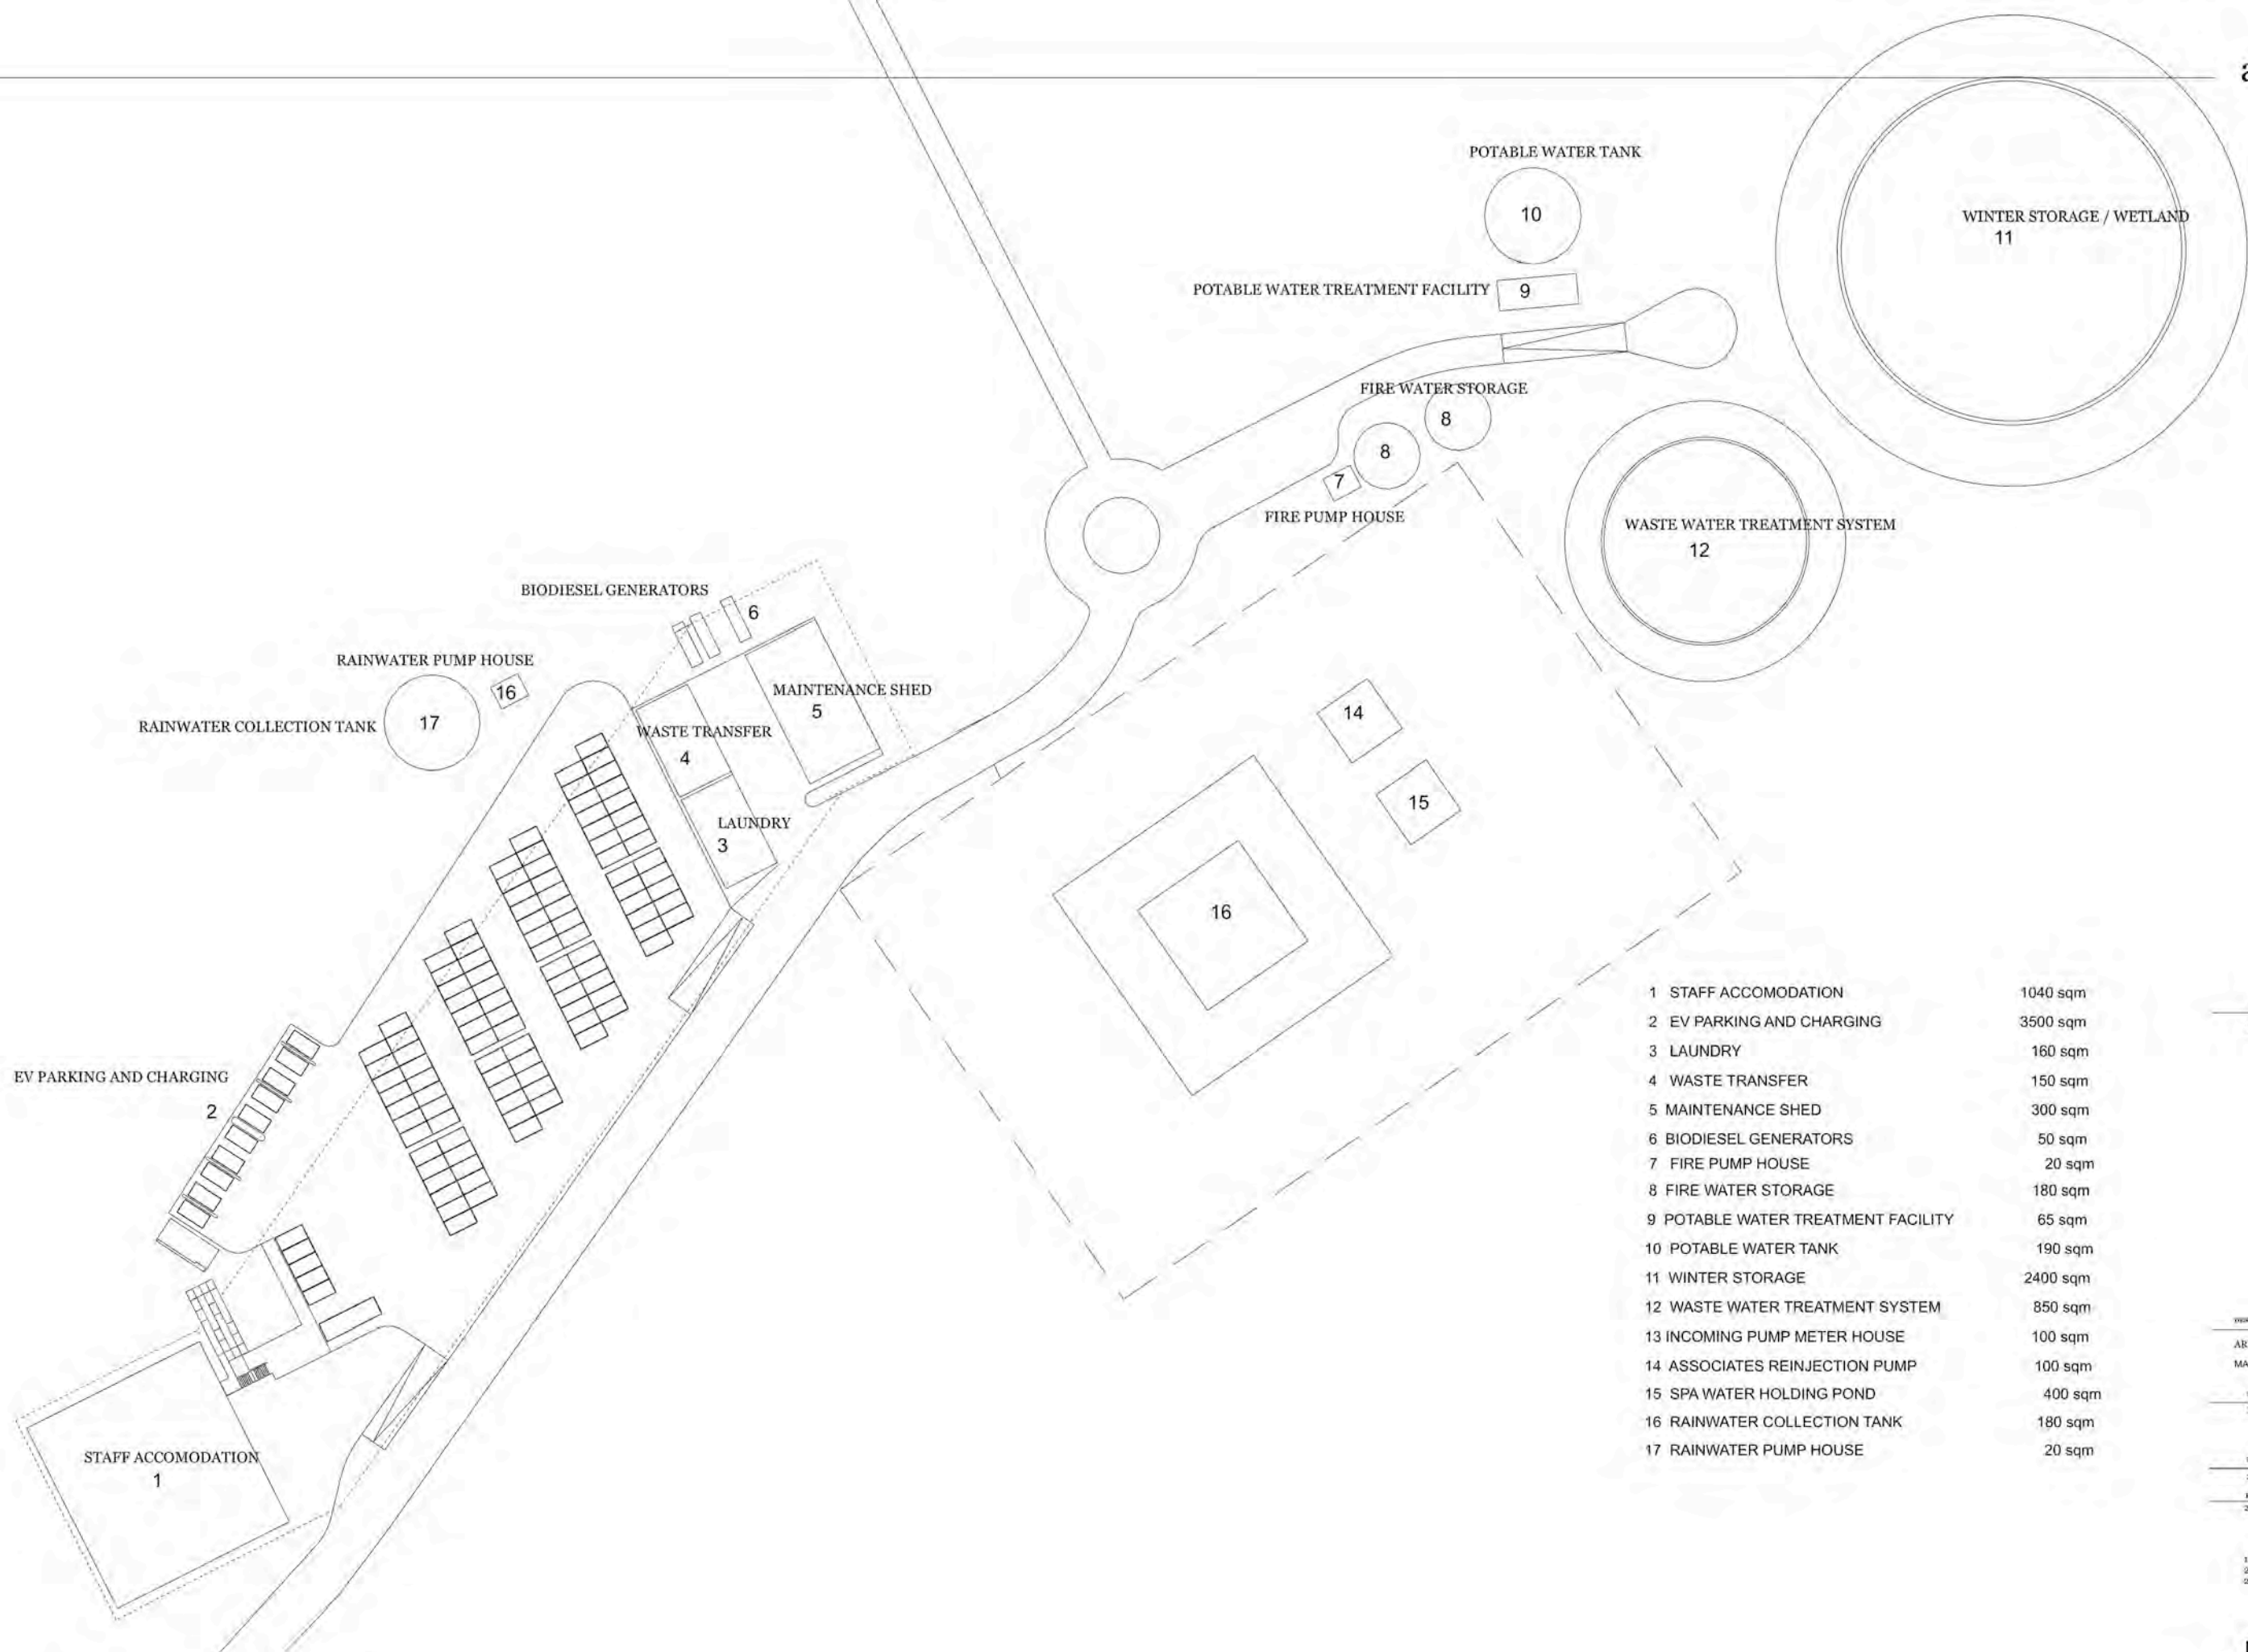 POTABLE WATER TANK
10
WINTER STORAGE / WETLAND
11
POTABLE WATER TREATMENT FACILITY
9
FIRE WATER STORAGE
8
8
7
FIRE PUMP HOUSE
WASTE WATER TREATMENT SYSTEM
12
BIODIESEL GENERATORS
6
RAINWATER PUMP HOUSE
16
RAINWATER COLLECTION TANK
17
MAINTENANCE SHED
5
WASTE TRANSFER
4
LAUNDRY
3
14
15
16
EV PARKING AND CHARGING
2
STAFF ACCOMODATION
1
1 STAFF ACCOMODATION 1040 sqm
2 EV PARKING AND CHARGING 3500 sqm
3 LAUNDRY 160 sqm
4 WASTE TRANSFER 150 sqm
5 MAINTENANCE SHED 300 sqm
6 BIODIESEL GENERATORS 50 sqm
7 FIRE PUMP HOUSE 20 sqm
8 FIRE WATER STORAGE 180 sqm
9 POTABLE WATER TREATMENT FACILITY 65 sqm
10 POTABLE WATER TANK 190 sqm
11 WINTER STORAGE 2400 sqm
12 WASTE WATER TREATMENT SYSTEM 850 sqm
13 INCOMING PUMP METER HOUSE 100 sqm
14 ASSOCIATES REINJECTION PUMP 100 sqm
15 SPA WATER HOLDING POND 400 sqm
16 RAINWATER COLLECTION TANK 180 sqm
17 RAINWATER PUMP HOUSE 20 sqm